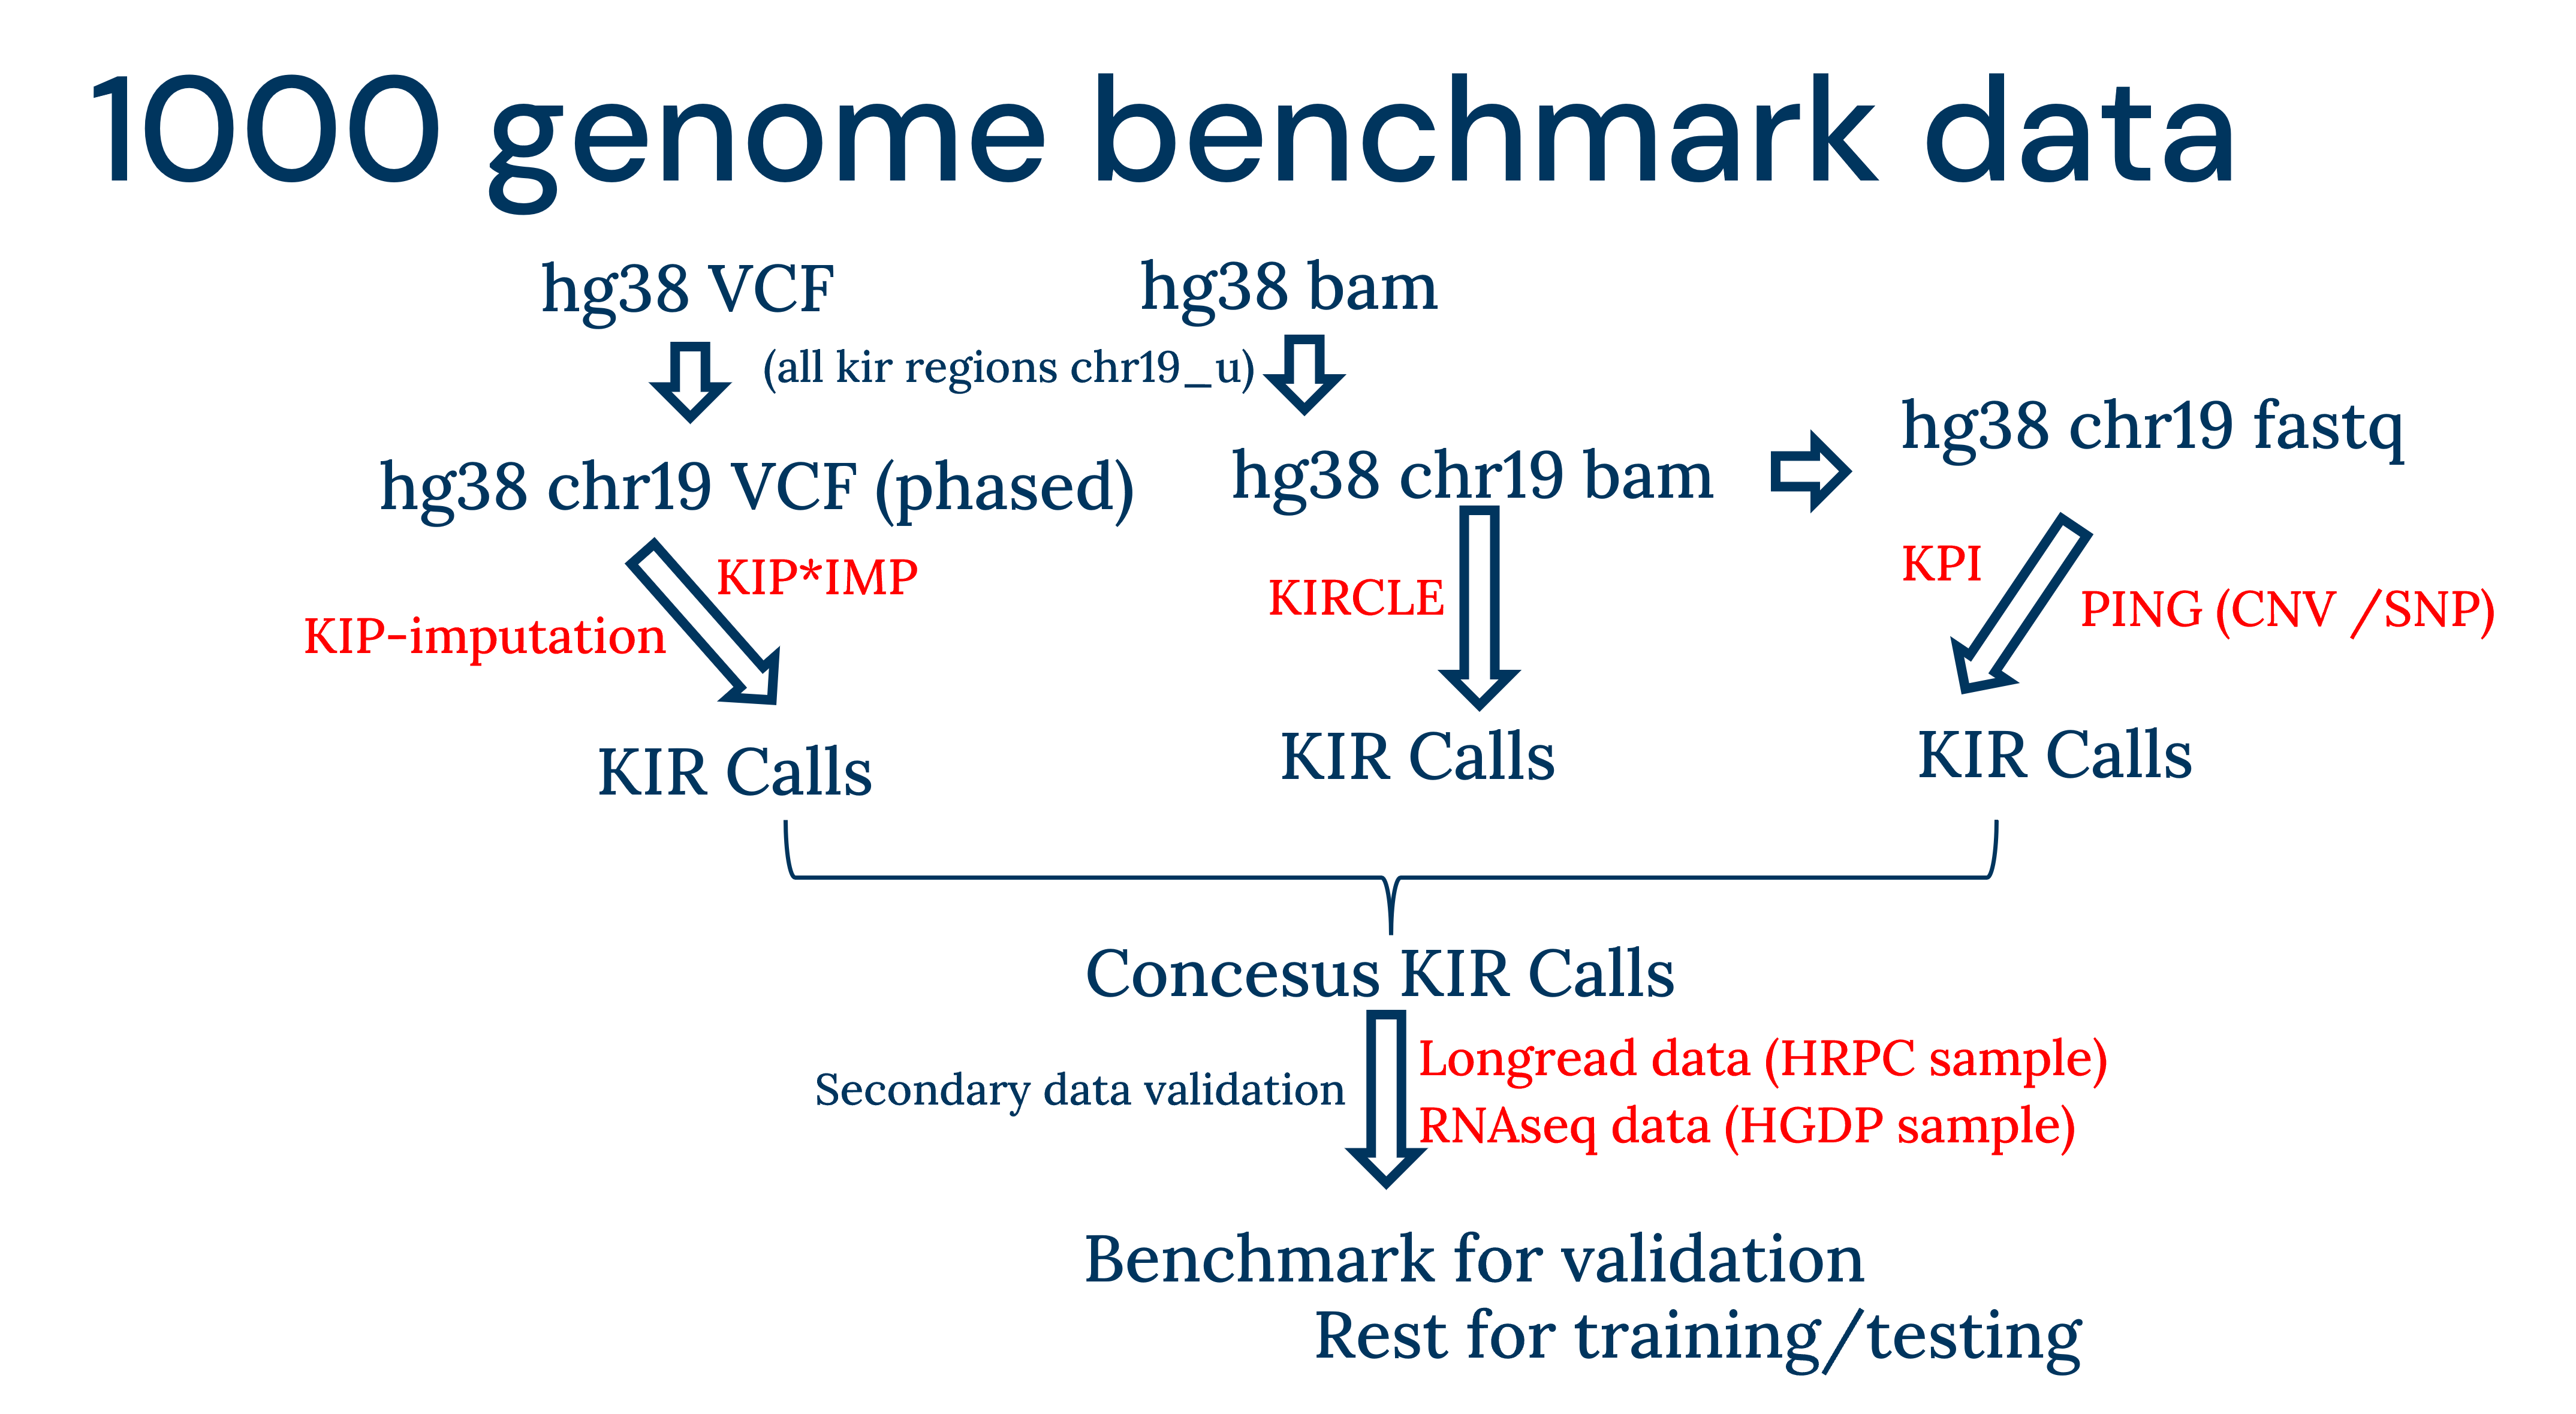 1000 genome benchmark data
hg38 VCF
hg38 bam
(all kir regions chr19_u)
hg38 chr19 VCF (phased)
hg38 chr19 bam
hg38 chr19 fastq
KIP*IMP
KIP-imputation
KIRCLE
KPI
PING (CNV /SNP)
KIR Calls
KIR Calls
KIR Calls
Concesus KIR Calls
Secondary data validation
Longread data (HRPC sample)
RNAseq data (HGDP sample)
Benchmark for validation
Rest for training/testing